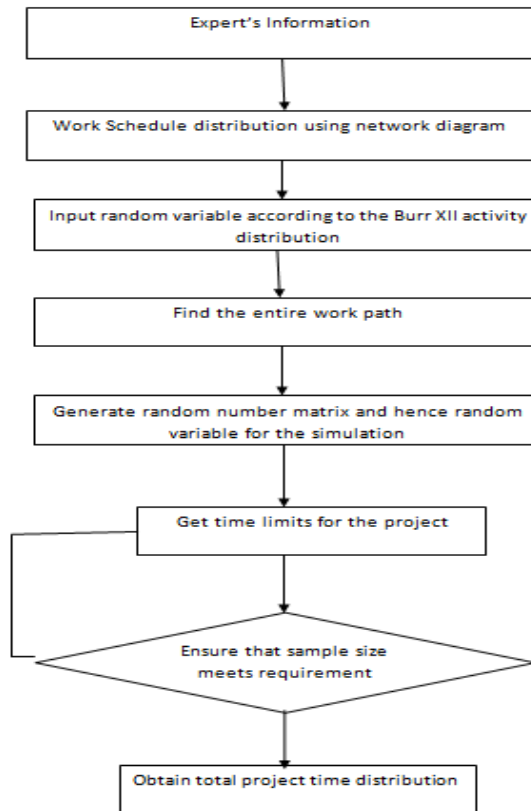 Expert's Information
Work Schedule distribution using network diagram
Input random variable according to the Burr XII activity
distribution
Find the entire work path
Generate random number matrix and hence random
variable for the simulation
Get time limits for the project
Ensure that sample size
meets requirement
Obtain total project time distribution